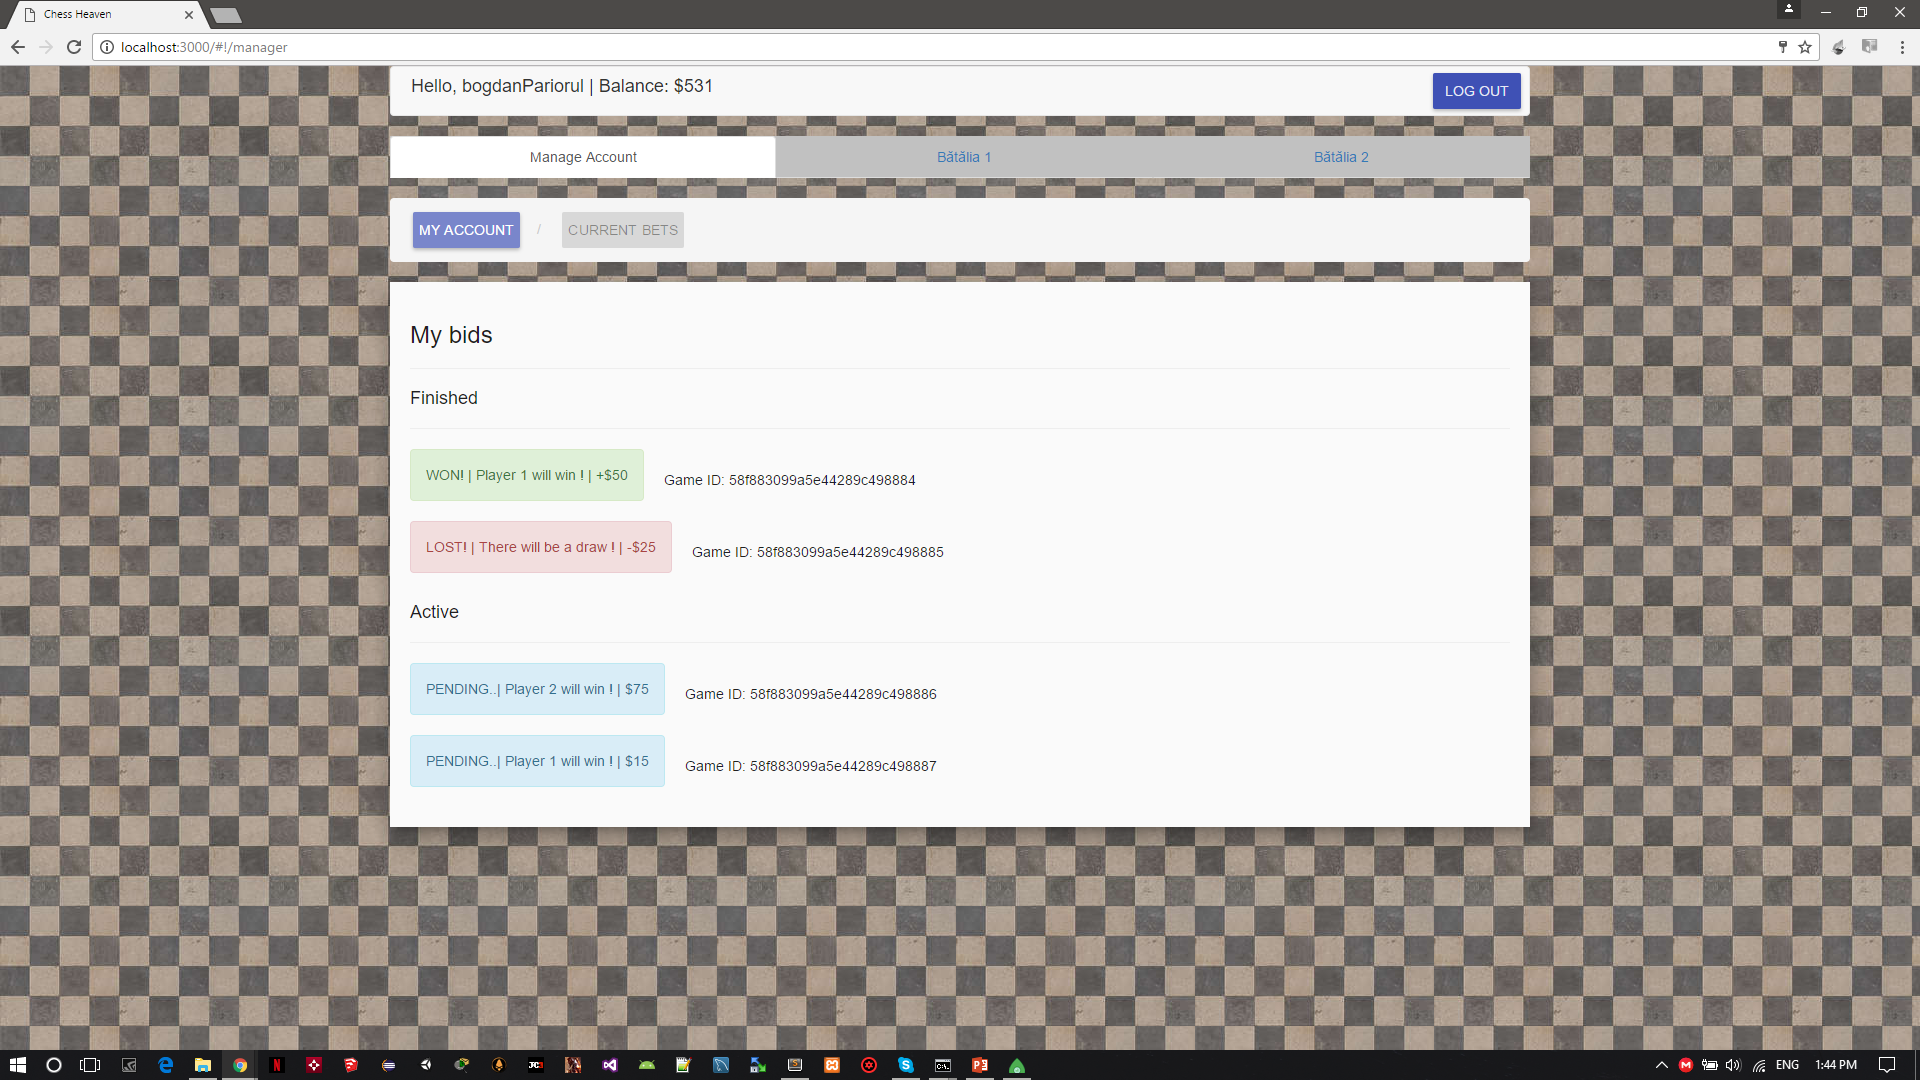 Chess Heaven
localhost:3000/#!/manager
Hello, bogdanPariorul | Balance: $531
LOG OUT
Manage Account
Bătălia 1
Bătălia 2
MY ACCOUNT
/
CURRENT BETS
My bids
Finished
WON! | Player 1 will win ! | +$50
Game ID: 58f883099a5e44289c498884
LOST! | There will be a draw ! | -$25
Game ID: 58f883099a5e44289c498885
Active
PENDING..| Player 2 will win ! | $75
Game ID: 58f883099a5e44289c498886
PENDING..| Player 1 will win ! | $15
Game ID: 58f883099a5e44289c498887
ENG
1:44 PM